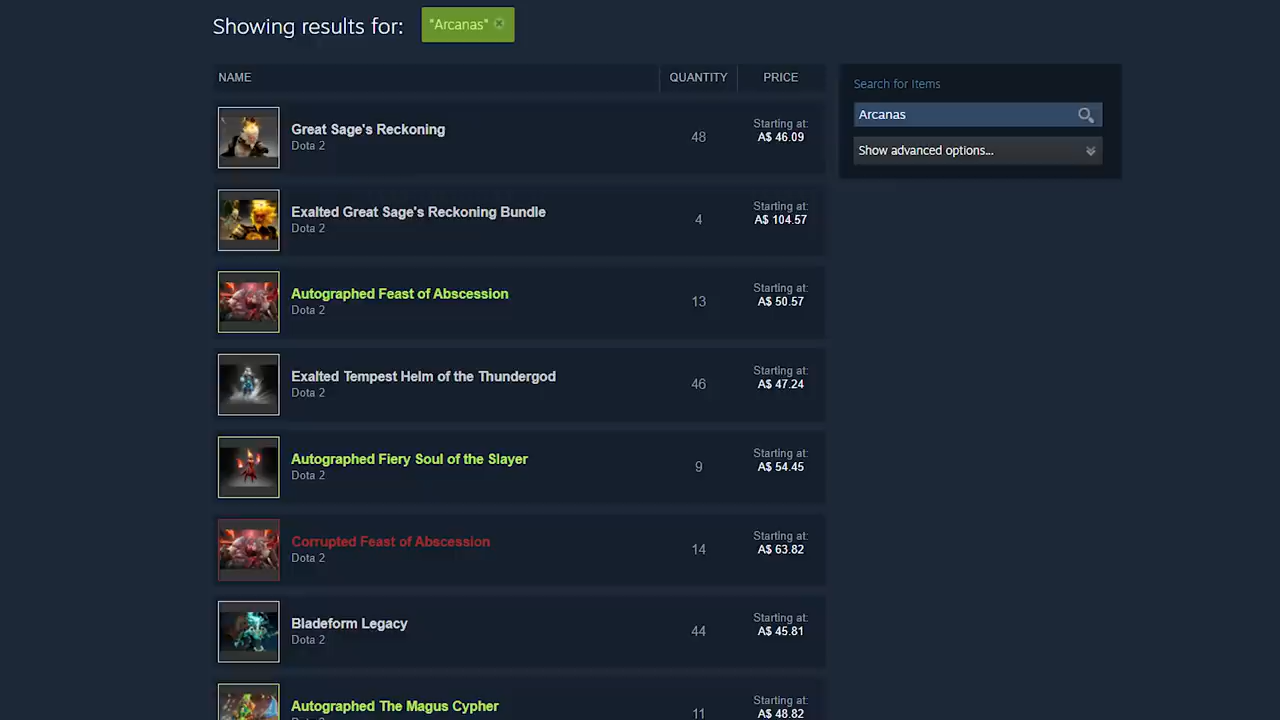 Showing results for: "Arcanas"
NAME QUANTITY PRICE
Great Sage's Reckoning
Dota 2
48
Starting at:
A$ 46.09
Exalted Great Sage's Reckoning Bundle
Dota 2
4
Starting at:
A$ 104.57
Autographed Feast of Abscession
Dota 2
13
Starting at:
A$ 50.57
Exalted Tempest Helm of the Thundergod
Dota 2
46
Starting at:
A$ 47.24
Autographed Fiery Soul of the Slayer
Dota 2
9
Starting at:
A$ 54.45
Corrupted Feast of Abscession
Dota 2
14
Starting at:
A$ 63.82
Bladeform Legacy
Dota 2
44
Starting at:
A$ 45.81
Autographed The Magus Cypher
Dota 2
11
Starting at:
A$ 48.82
Search for Items
Arcanas
Show advanced options...